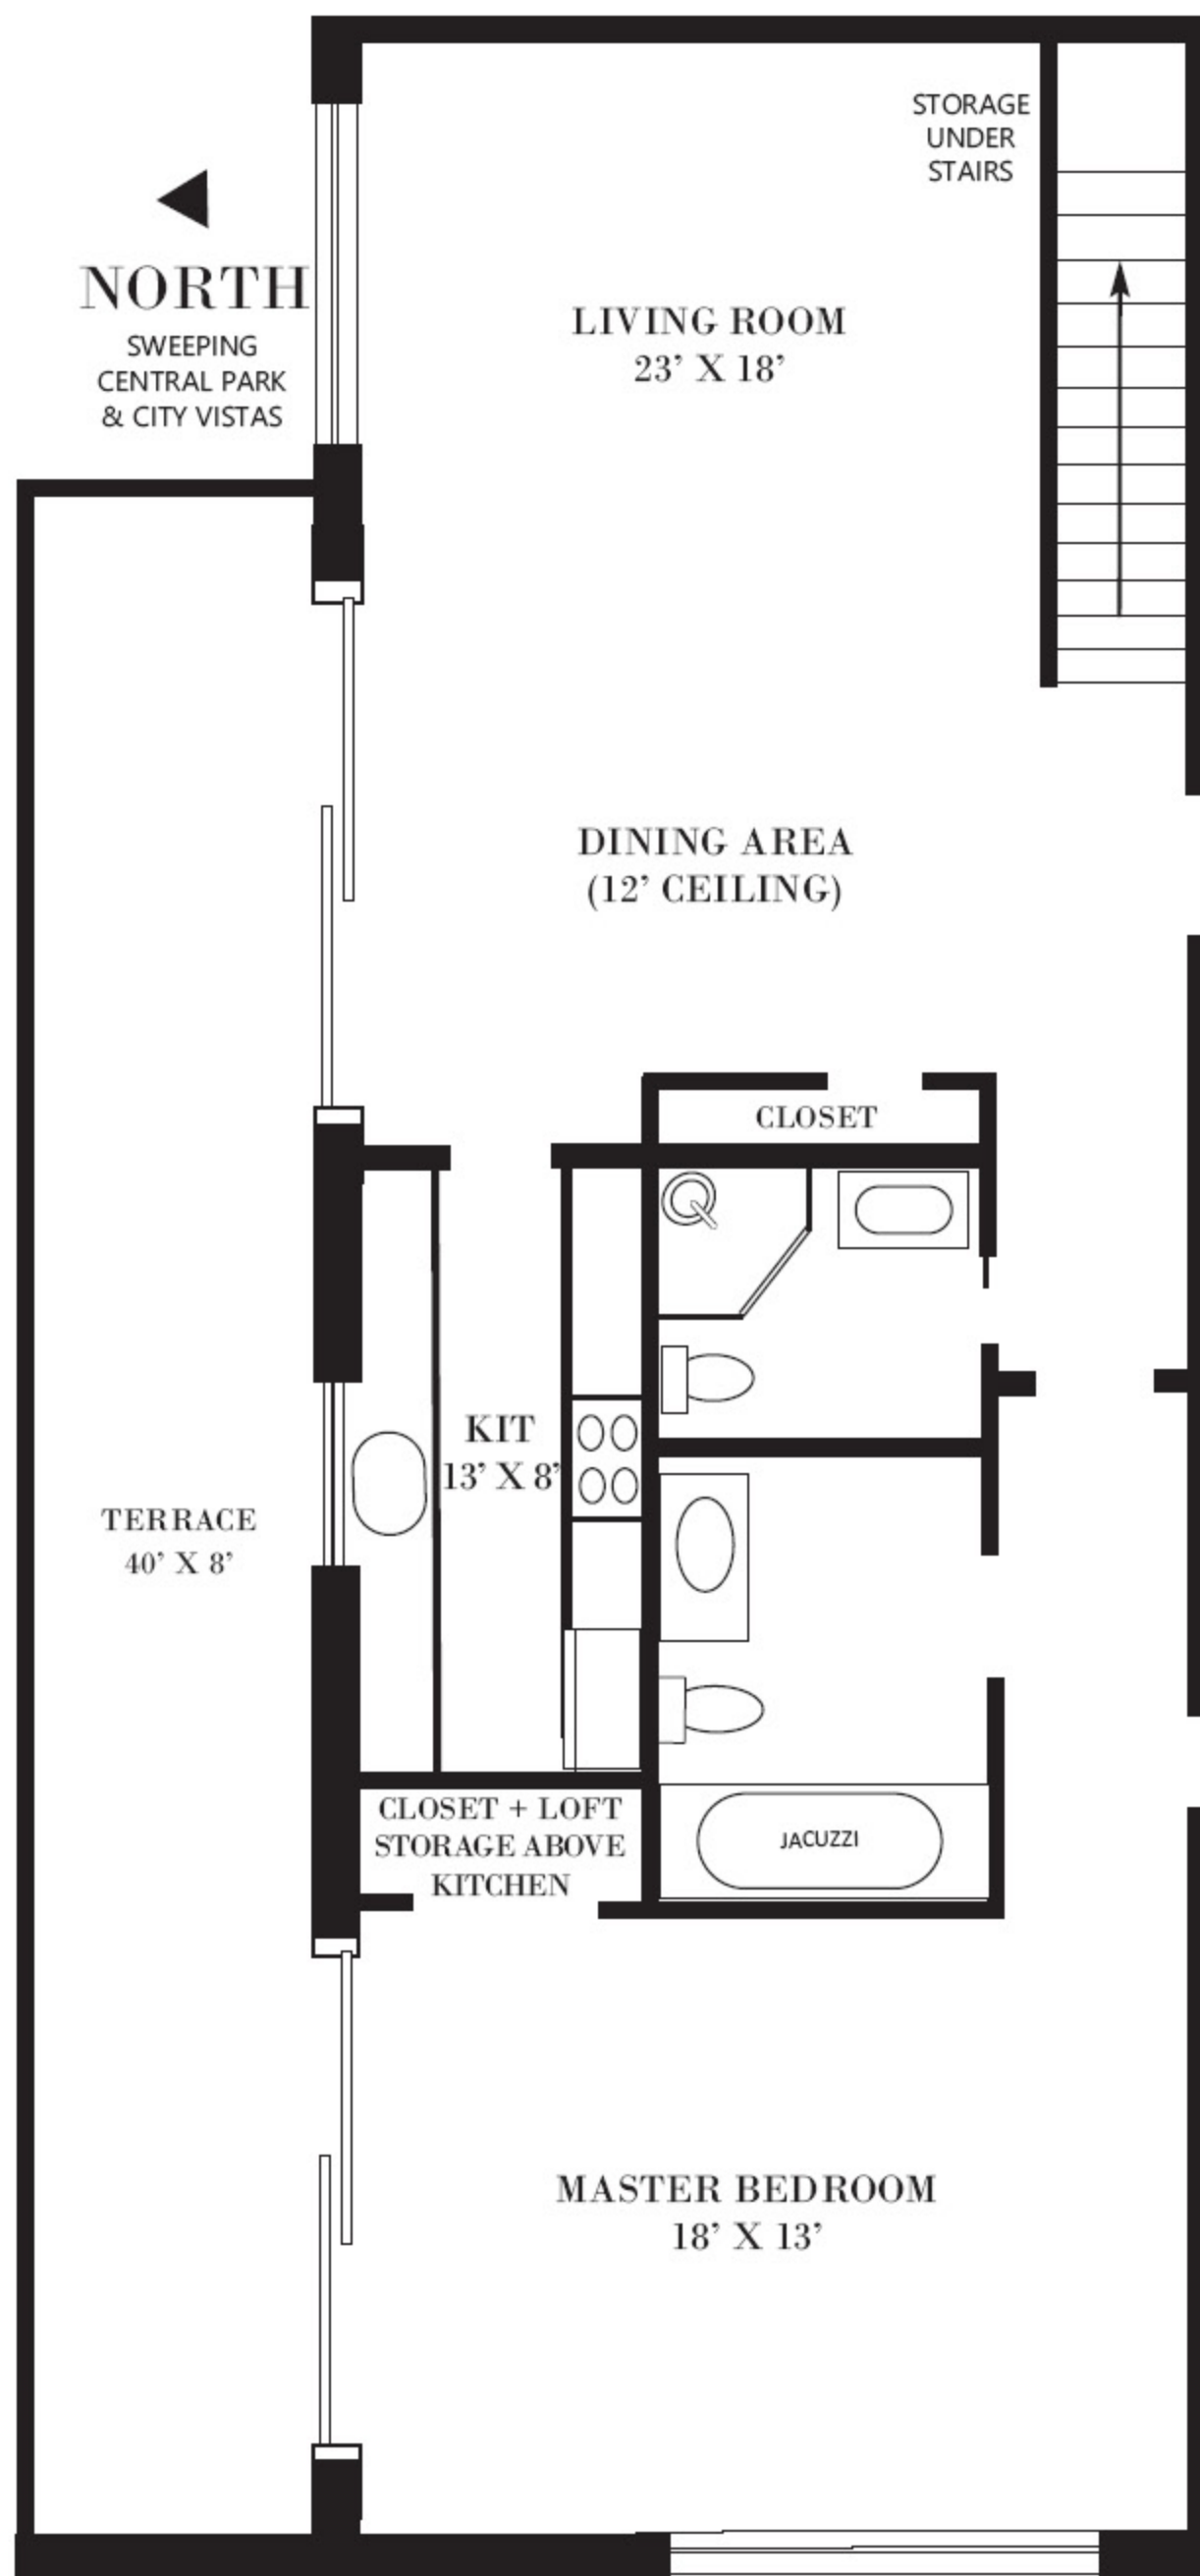 STORAGE
UNDER
STAIRS
NORTH
SWEEPING
CENTRAL PARK
& CITY VISTAS
LIVING ROOM
23’ X 18’
DINING AREA
(12’ CEILING)
CLOSET
KIT
13’ X 8’
TERRACE
40’ X 8’
CLOSET + LOFT
STORAGE ABOVE
KITCHEN
JACUZZI
MASTER BEDROOM
18’ X 13’